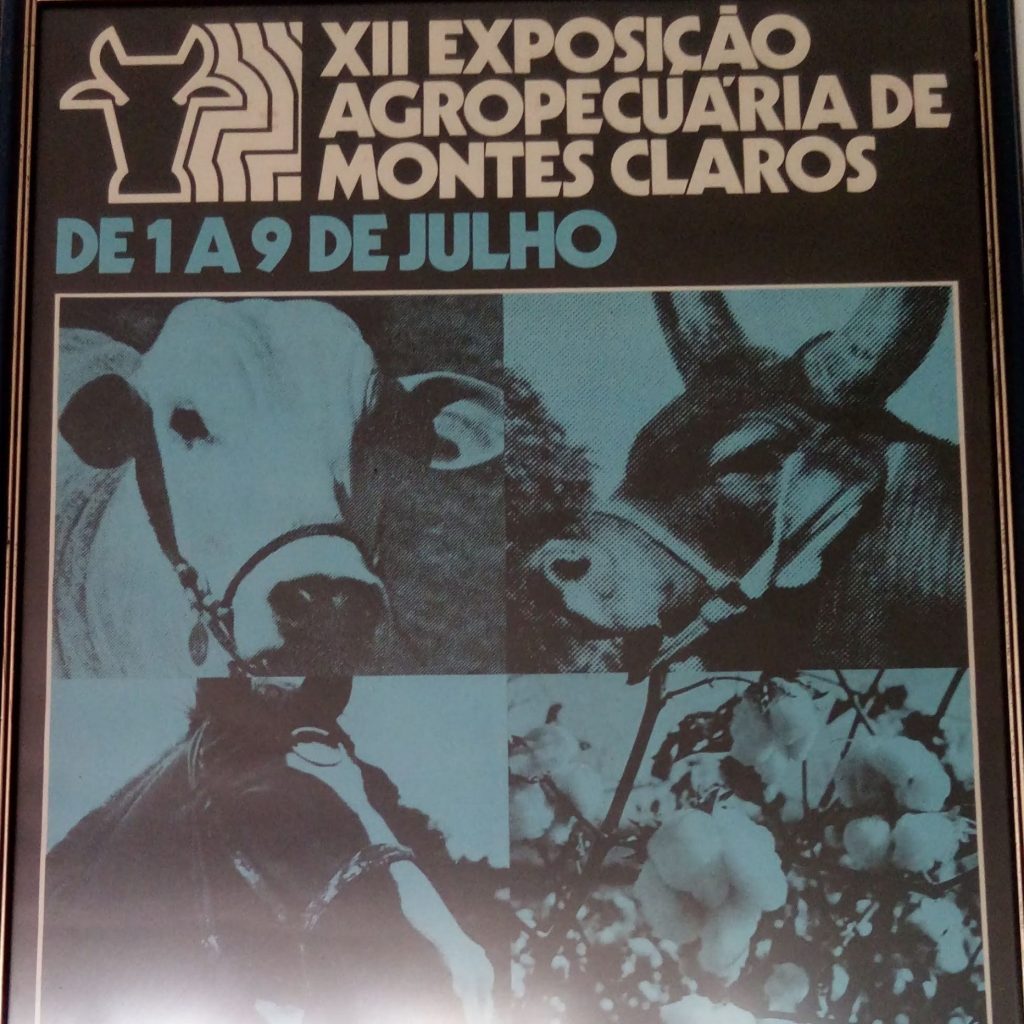 XII EXPOSIÇÃO
AGROPECUÁRIA DE
MONTES CLAROS
DE 1 A 9 DE JULHO